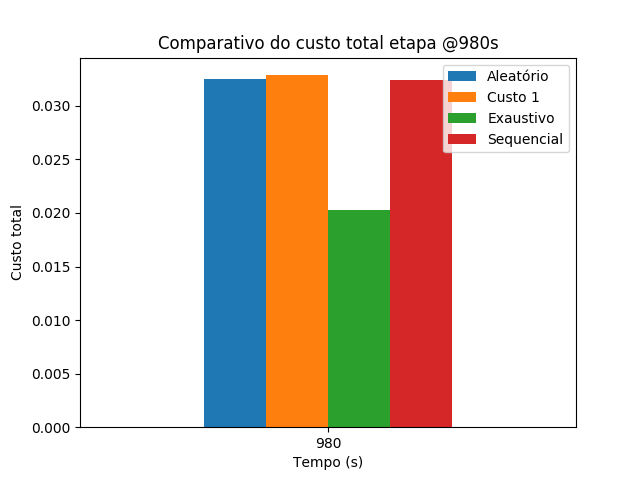 Comparativo do custo total etapa @980s
Aleatório
Custo 1
Exaustivo
Sequencial
0.030
0.025
0.020
0.015
0.010
0.005
0.000
Custo total
980
Tempo (s)